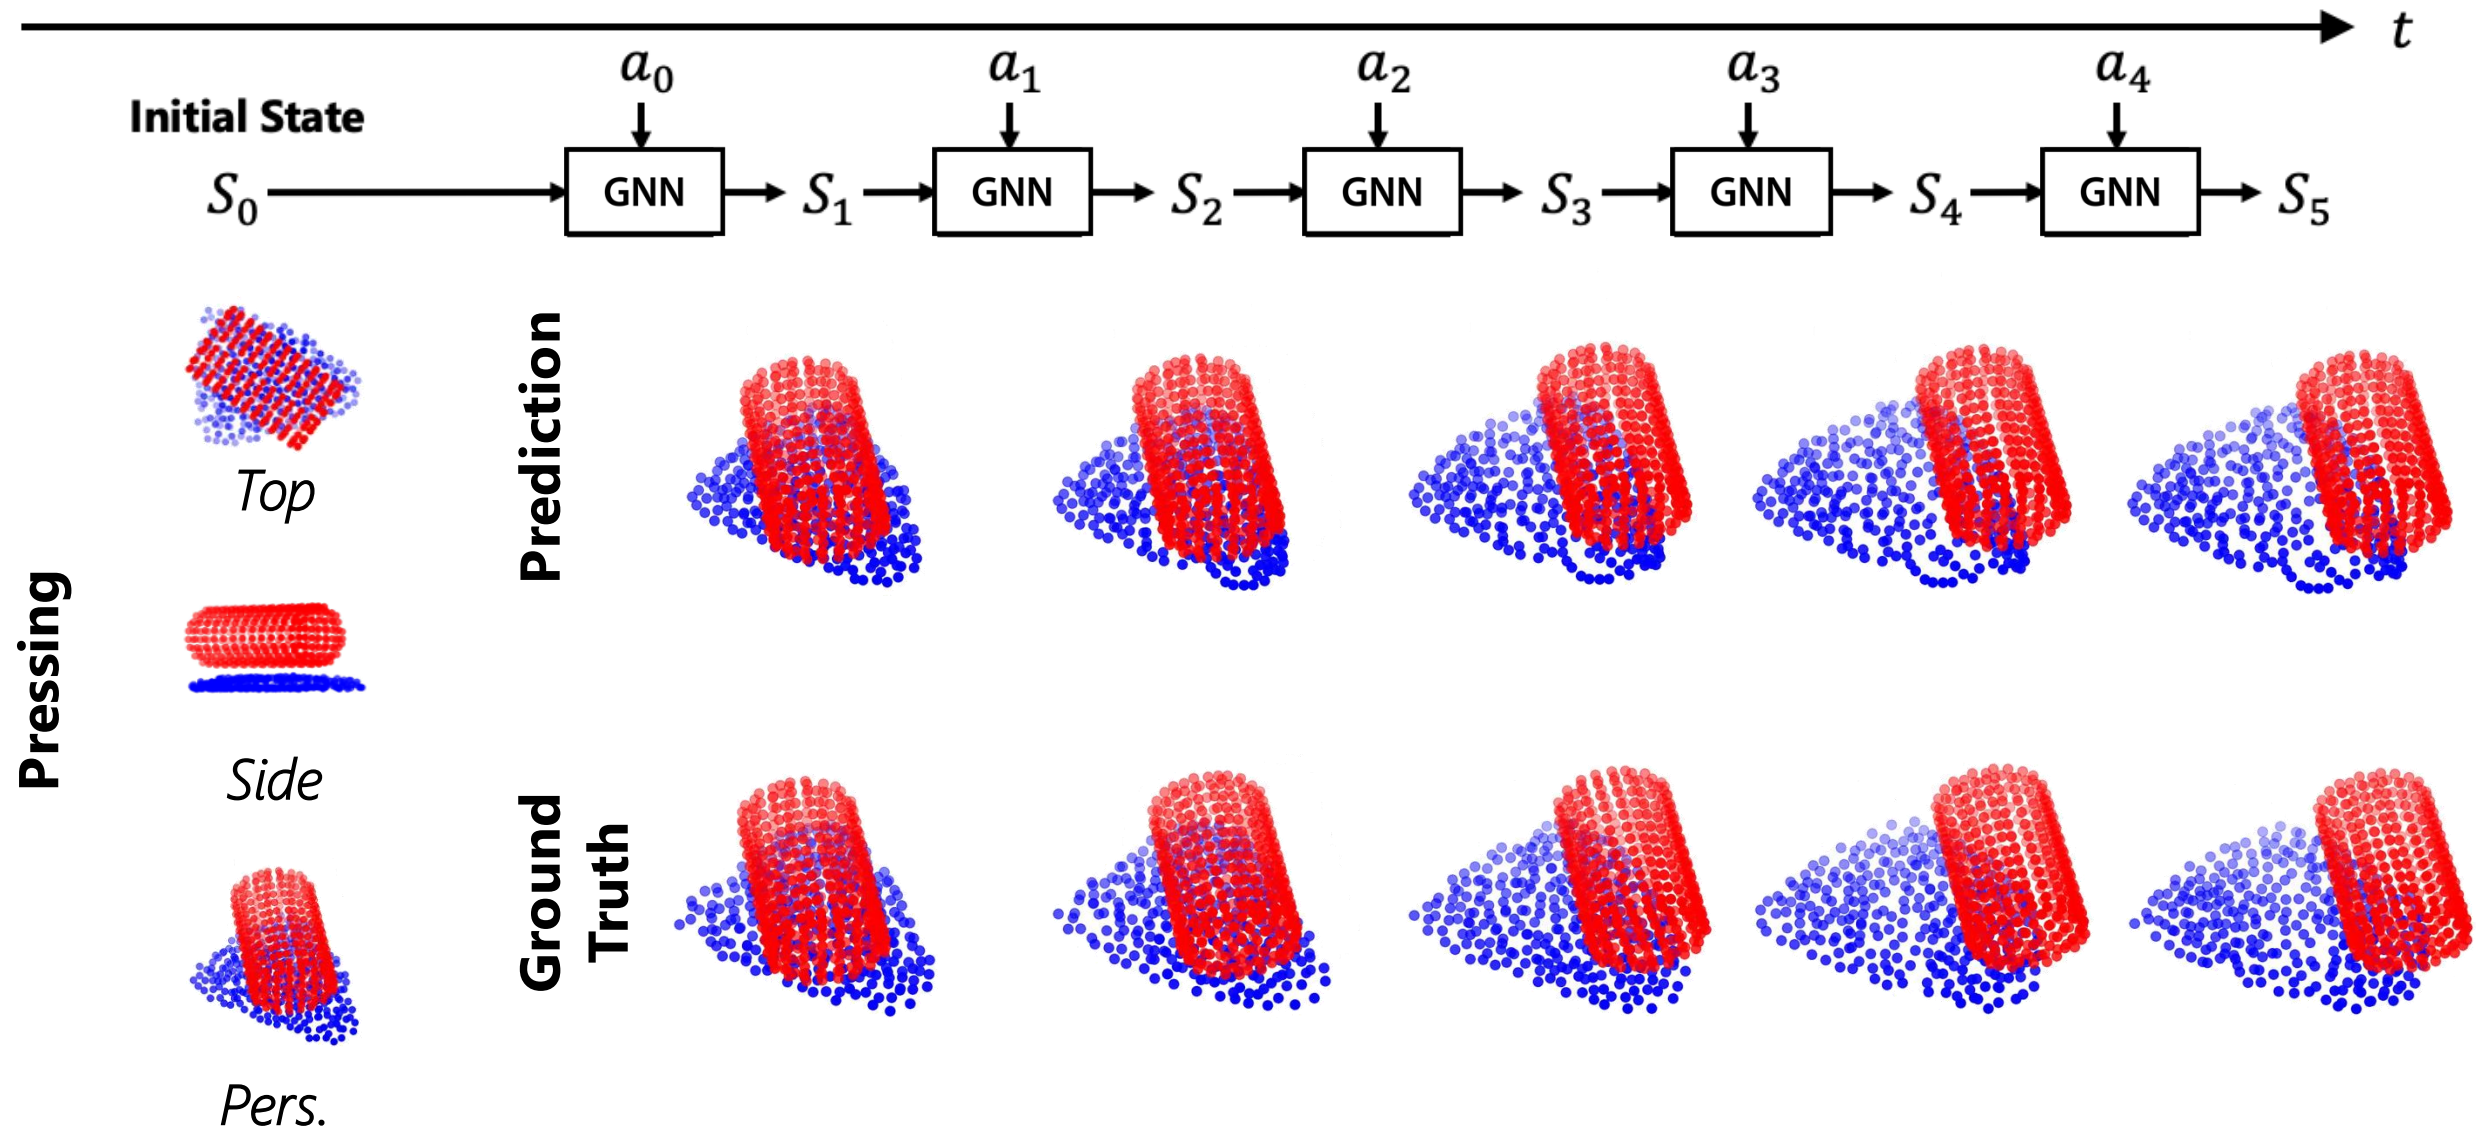 t
a₀ a₁ a₂ a₃ a₄
Initial State
S₀ GNN S₁ GNN S₂ GNN S₃ GNN S₄ GNN S₅
Pressing
Top
Side
Pers.
Prediction
Ground
Truth